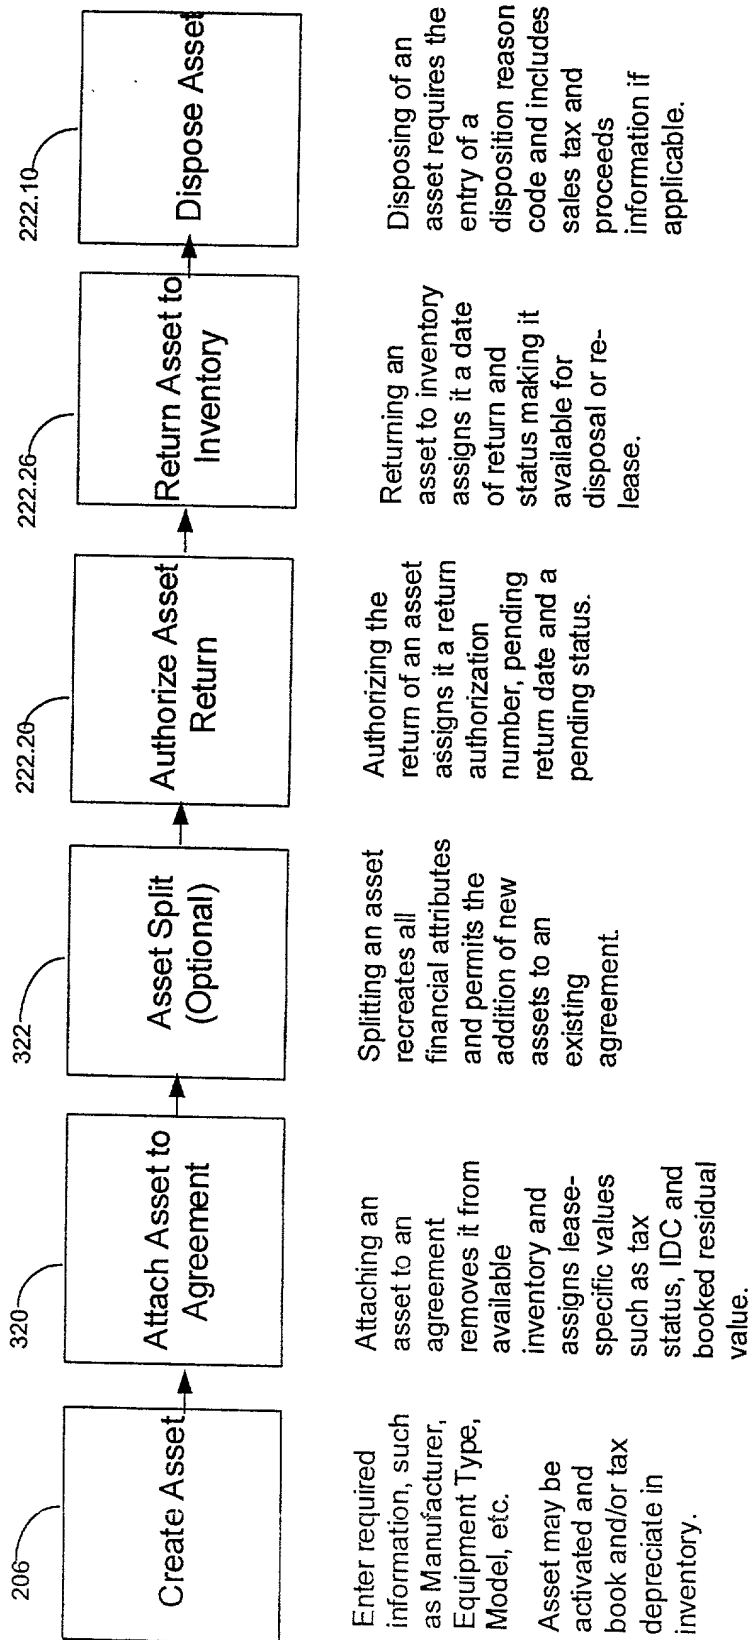 206
Create Asset
Enter required
information, such
as Manufacturer,
Equipment Type,
Model, etc.
Asset may be
activated and
book and/or tax
depreciate in
inventory.
320
Attach Asset to
Agreement
Attaching an
asset to an
agreement
removes it from
available
inventory and
assigns lease-
specific values
such as tax
status, IDC and
booked residual
value.
322
Asset Split
(Optional)
Splitting an asset
recreates all
financial attributes
and permits the
addition of new
assets to an
existing
agreement.
222.20
Authorize Asset
Return
Authorizing the
return of an asset
assigns it a return
authorization
number, pending
return date and a
pending status.
222.26
Return Asset to
Inventory
Returning an
asset to inventory
assigns it a date
of return and
status making it
available for
disposal or re-
lease.
222.10
Dispose Asset
Disposing of an
asset requires the
entry of a
disposition reason
code and includes
sales tax and
proceeds
information if
applicable.